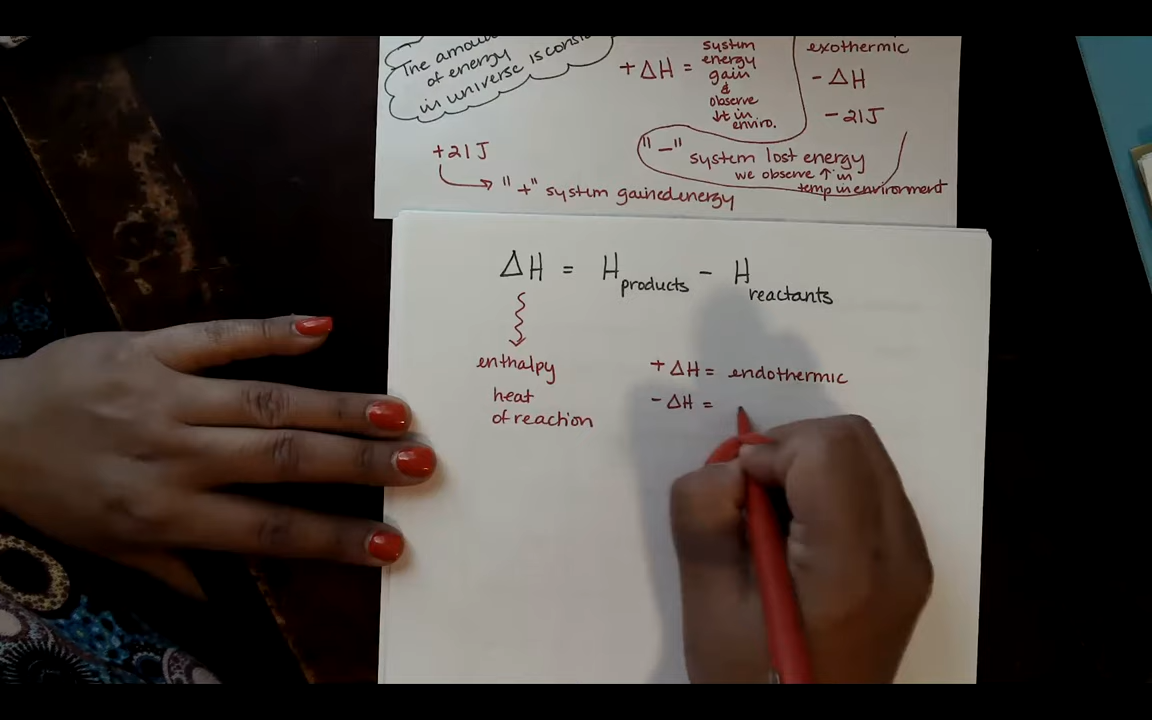 The amou
of energy
in universe is cons
+21J
"+" system gained energy
+ΔH = system
energy
gain
&
observe
↓t in
enviro.
exothermic
-ΔH
-21J
"-" system lost energy
we observe ↑ in
temp in environment
ΔH = H products - H reactants
enthalpy
heat
of reaction
+ΔH = endothermic
-ΔH =